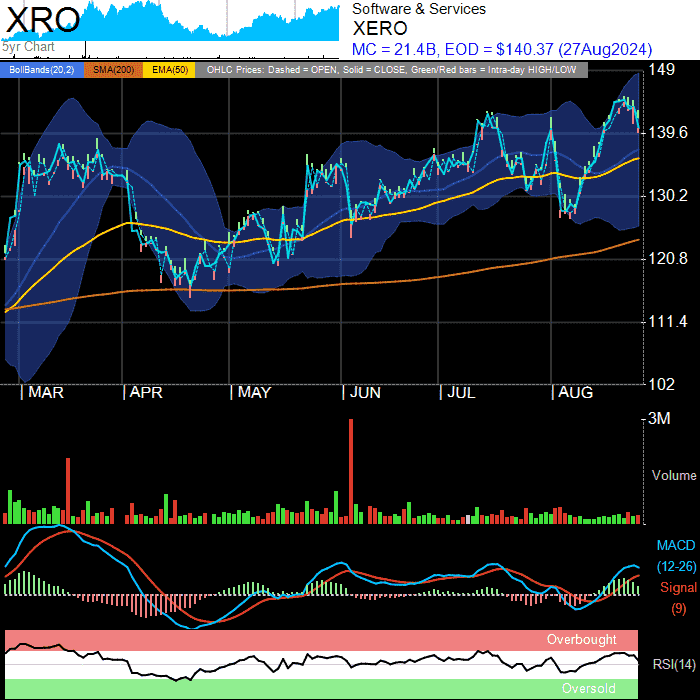 XRO
5yr Chart
Software & Services
XERO
MC = 21.4B, EOD = $140.37 (27Aug2024)
BollBands(20,2) SMA(200) EMA(50) OHLC Prices: Dashed = OPEN, Solid = CLOSE, Green/Red bars = Intra-day HIGH/LOW
149
139.6
130.2
120.8
111.4
102
| MAR | APR | MAY | JUN | JUL | AUG
3M
Volume
MACD
(12-26)
Signal
(9)
Overbought
RSI(14)
Oversold